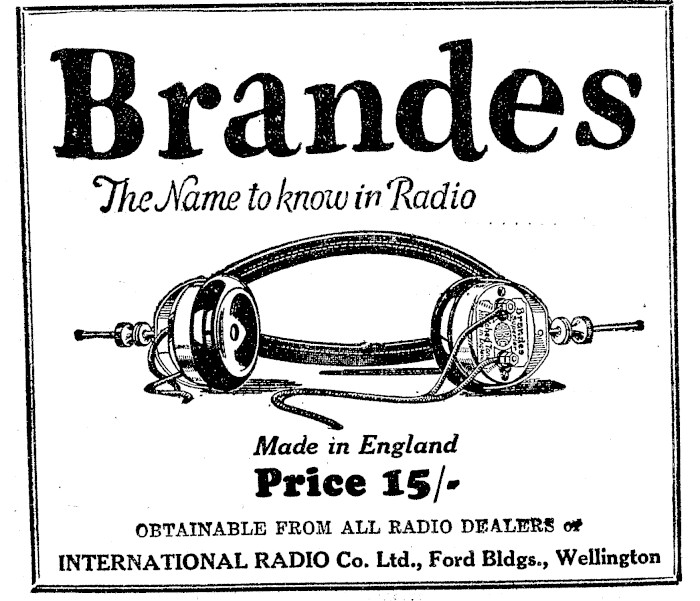 Brandes
The Name to know in Radio
Brandes
Made in England
Price 15/-
OBTAINABLE FROM ALL RADIO DEALERS or
INTERNATIONAL RADIO Co. Ltd., Ford Bldgs., Wellington